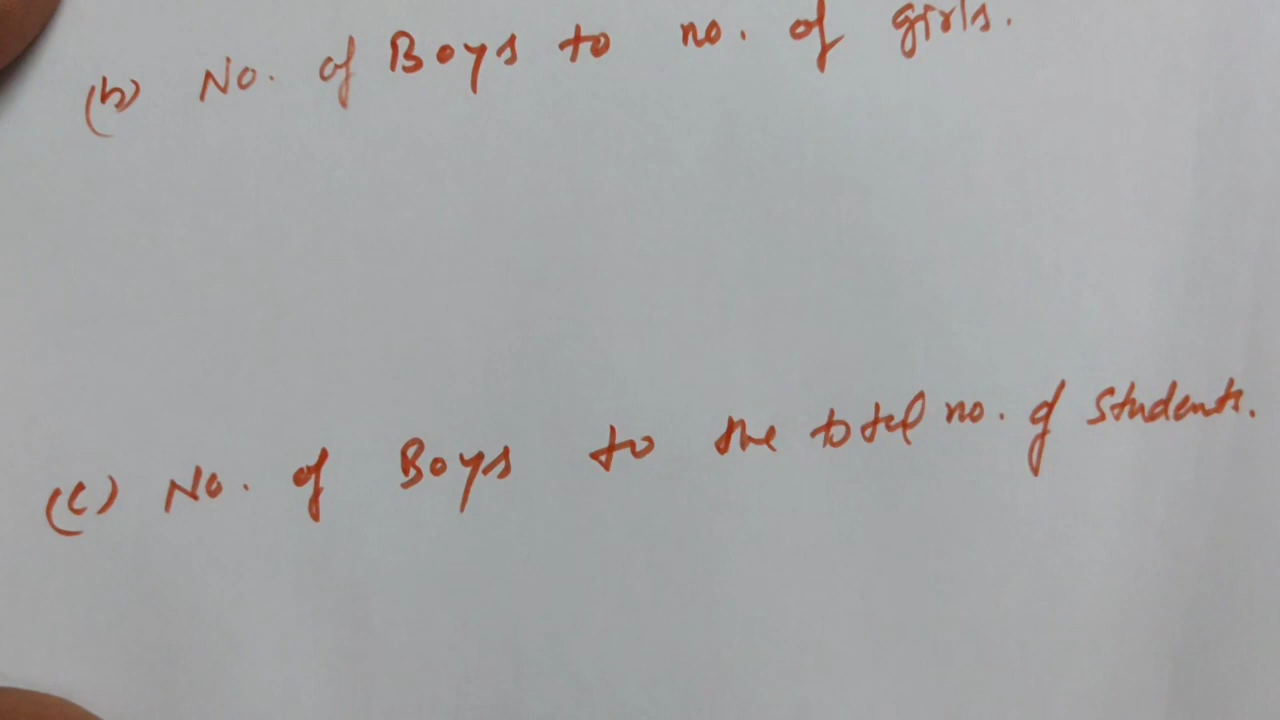 (b) No. of Boys to no. of girls.
(c) No. of Boys to the total no. of students.